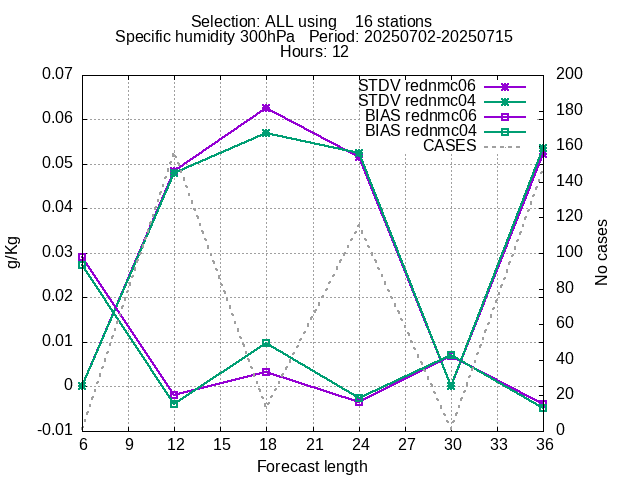 Selection: ALL using    16 stations
Specific humidity 300hPa   Period: 20250702-20250715
Hours: 12
STDV rednmc06
STDV rednmc04
BIAS rednmc06
BIAS rednmc04
CASES
0.07
0.06
0.05
0.04
0.03
0.02
0.01
0
-0.01
g/Kg
200
180
160
140
120
100
80
60
40
20
0
No cases
6 9 12 15 18 21 24 27 30 33 36
Forecast length